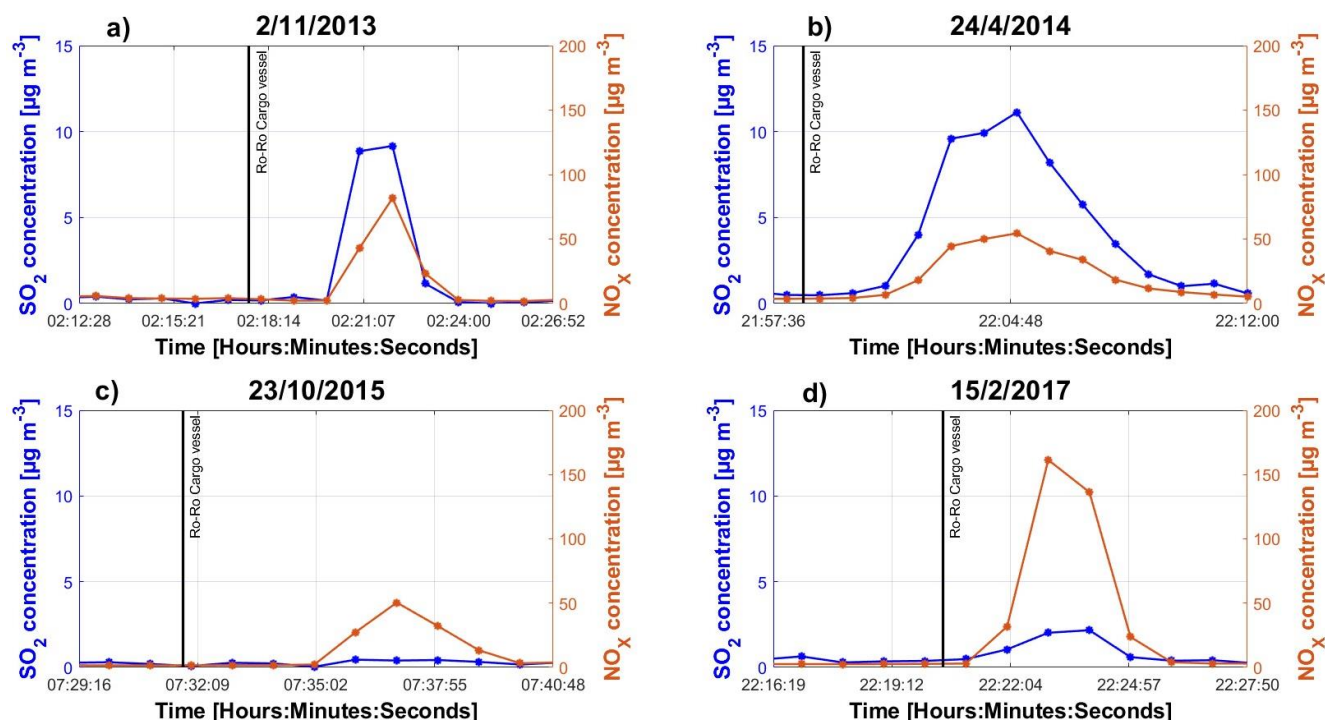 a) 2/11/2013
SO2 concentration [µg m-3]
15
10
5
0
Ro-Ro Cargo vessel
200
150
100
50
0
NOX concentration [µg m-3]
02:12:28 02:15:21 02:18:14 02:21:07 02:24:00 02:26:52
Time [Hours:Minutes:Seconds]
b) 24/4/2014
SO2 concentration [µg m-3]
15
10
5
0
Ro-Ro Cargo vessel
200
150
100
50
0
NOX concentration [µg m-3]
21:57:36 22:04:48 22:12:00
Time [Hours:Minutes:Seconds]
c) 23/10/2015
SO2 concentration [µg m-3]
15
10
5
0
Ro-Ro Cargo vessel
200
150
100
50
0
NOX concentration [µg m-3]
07:29:16 07:32:09 07:35:02 07:37:55 07:40:48
Time [Hours:Minutes:Seconds]
d) 15/2/2017
SO2 concentration [µg m-3]
15
10
5
0
Ro-Ro Cargo vessel
200
150
100
50
0
NOX concentration [µg m-3]
22:16:19 22:19:12 22:22:04 22:24:57 22:27:50
Time [Hours:Minutes:Seconds]